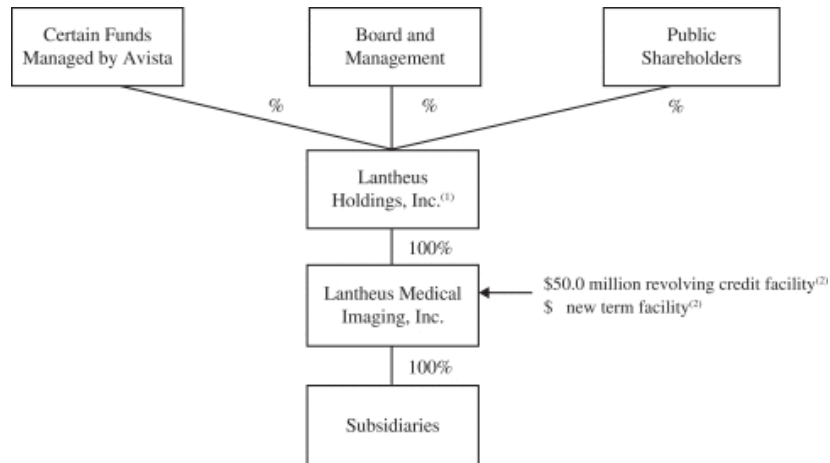 Certain Funds
Managed by Avista
Board and
Management
Public
Shareholders
%
%
%
Lantheus
Holdings, Inc.(1)
100%
Lantheus Medical
Imaging, Inc.
$50.0 million revolving credit facility(2)
$ new term facility(2)
100%
Subsidiaries